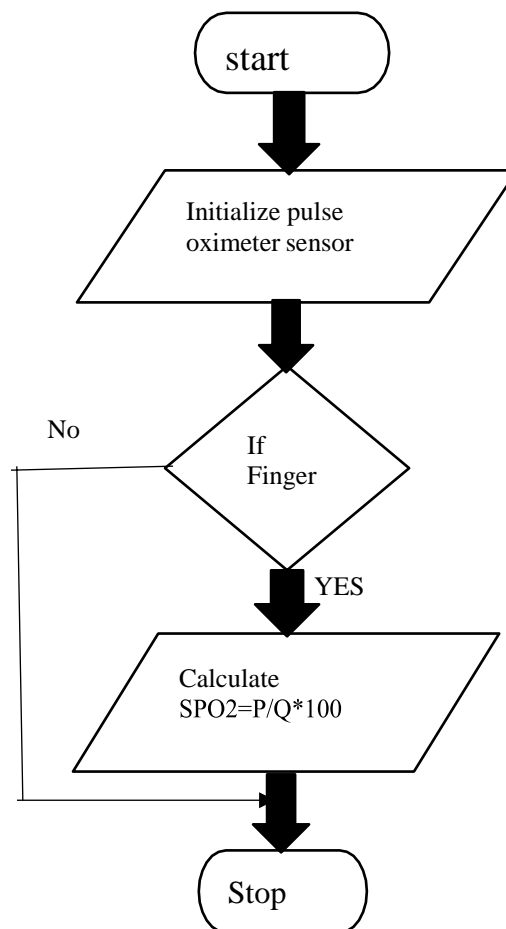 start
Initialize pulse
oximeter sensor
No
If
Finger
YES
Calculate
SPO2=P/Q*100
Stop